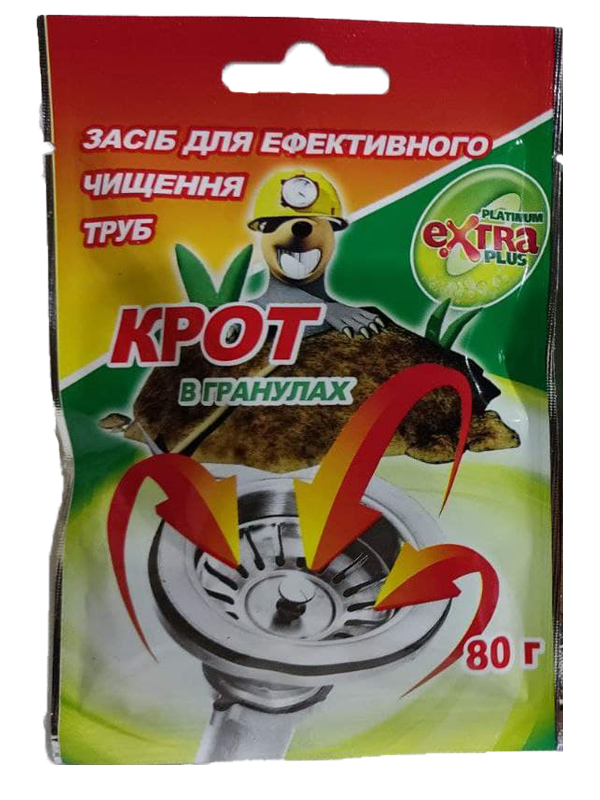 ЗАСІБ ДЛЯ ЕФЕКТИВНОГО
ЧИЩЕННЯ
ТРУБ
PLATINUM
eXTRA
PLUS
КРОТ
В ГРАНУЛАХ
80 г